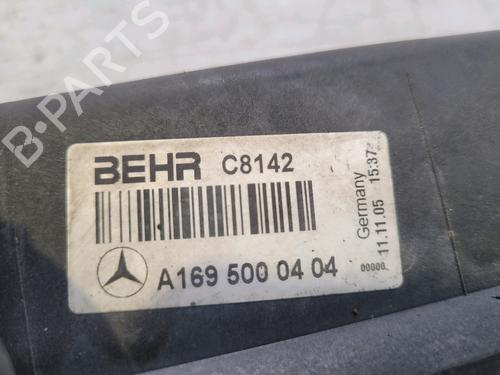 B-PARTS
BEHR C8142
A169 500 04 04
Germany
11.11.05 15:37
00000